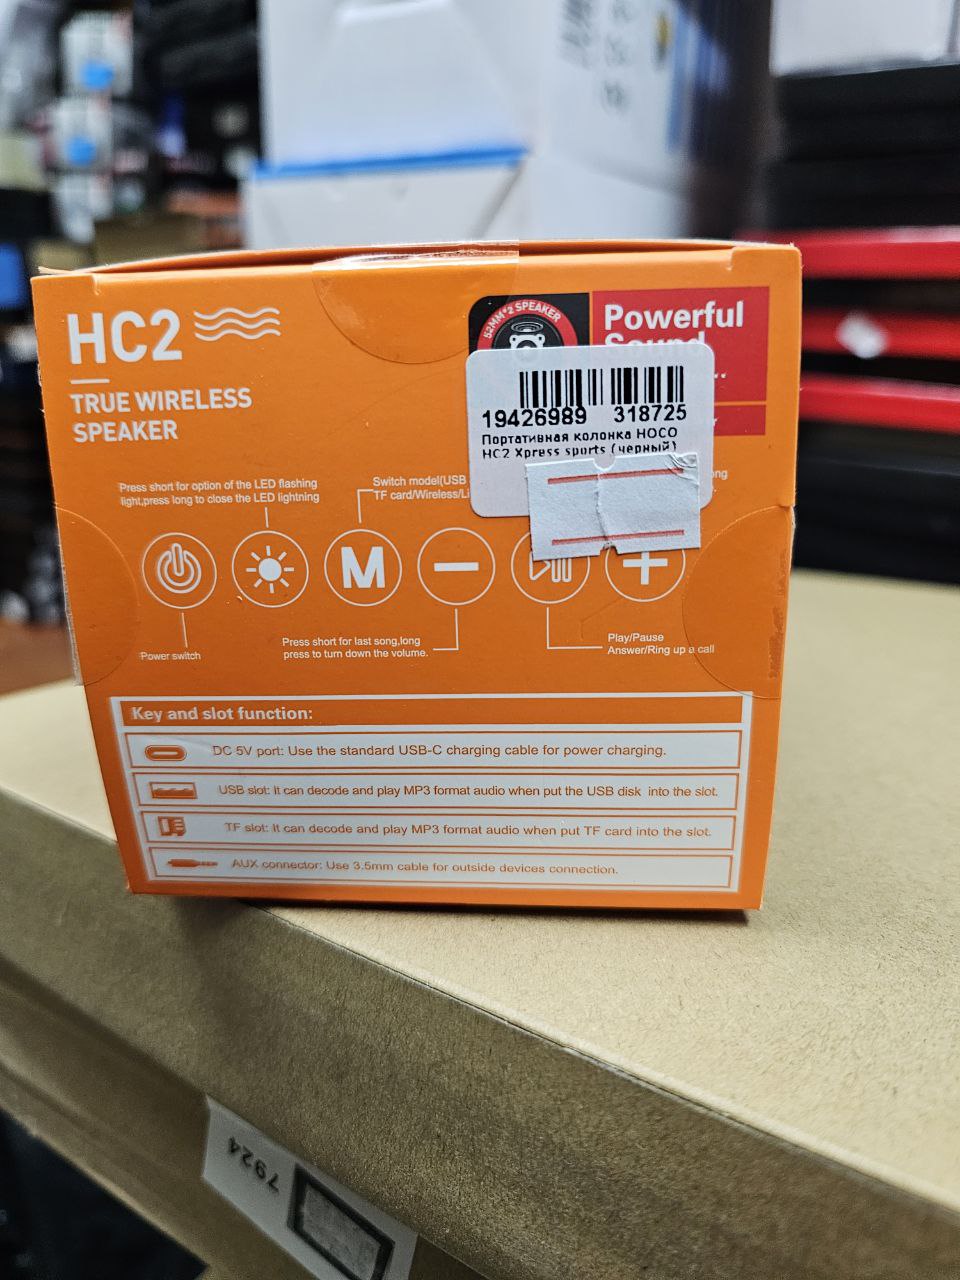 HC2
TRUE WIRELESS
SPEAKER
52MM*2 SPEAKER
Powerful
Sound
19426989 318725
Портативная колонка HOCO
HC2 Xpress sports (черный)
Press short for option of the LED flashing
light,press long to close the LED lightning
Switch model(USB
TF card/Wireless/Li
M
Power switch
Press short for last song,long
press to turn down the volume.
Play/Pause
Answer/Ring up a call
Key and slot function:
DC 5V port: Use the standard USB-C charging cable for power charging.
USB slot: it can decode and play MP3 format audio when put the USB disk into the slot.
TF slot: It can decode and play MP3 format audio when put TF card into the slot.
AUX connector: Use 3.5mm cable for outside devices connection.
7924